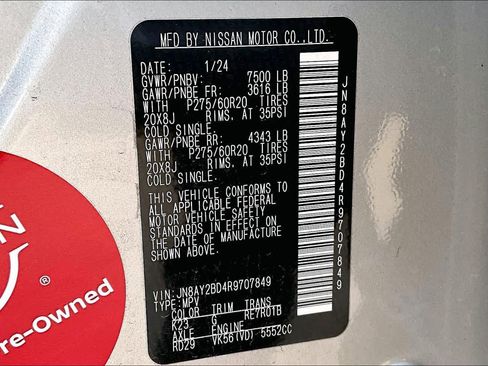 MFD BY NISSAN MOTOR CO.,LTD.
DATE: 1/24
GVWR/PNBV: 7500 LB
GAWR/PNBE FR: 3616 LB
WITH P275/60R20 TIRES
20X8J RIMS. AT 35PSI
COLD SINGLE.
GAWR/PNBE RR: 4343 LB
WITH P275/60R20 TIRES
20X8J RIMS. AT 35PSI
COLD SINGLE.
THIS VEHICLE CONFORMS TO
ALL APPLICABLE FEDERAL
MOTOR VEHICLE SAFETY
STANDARDS IN EFFECT ON
THE DATE OF MANUFACTURE
SHOWN ABOVE.
VIN: JN8AY2BD4R9707849
TYPE: MPV
COLOR TRIM TRANS
K23 G RE7R01B
AXLE ENGINE
RD29 VK56(VD) 5552CC
JN8AY2BD4R9707849
re-Owned